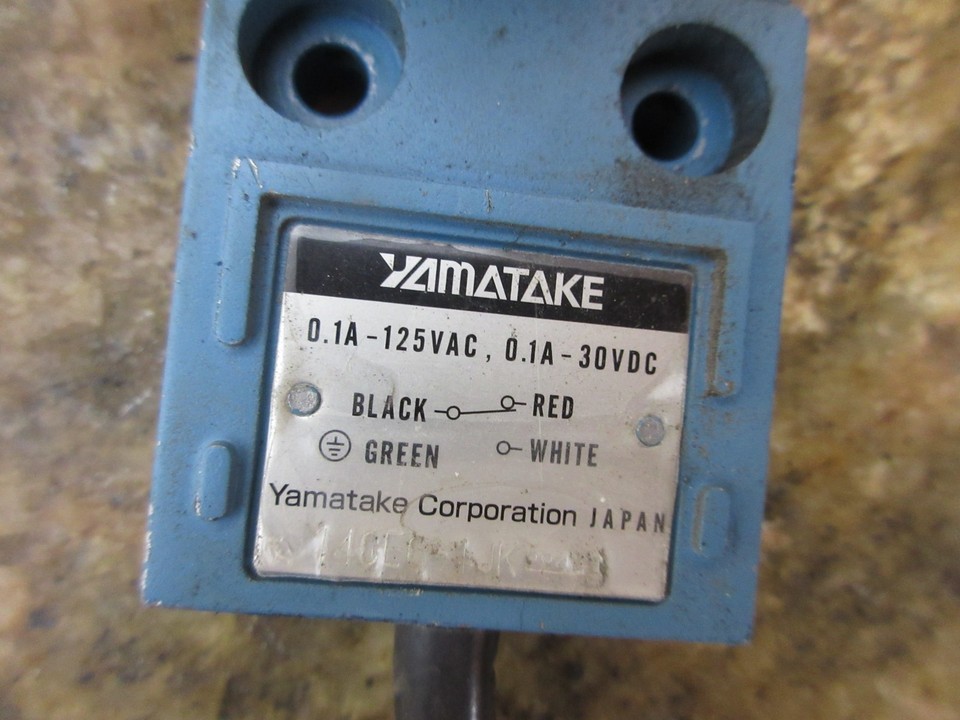 YAMATAKE
0.1A-125VAC, 0.1A-30VDC
BLACK RED
GREEN WHITE
Yamatake Corporation JAPAN